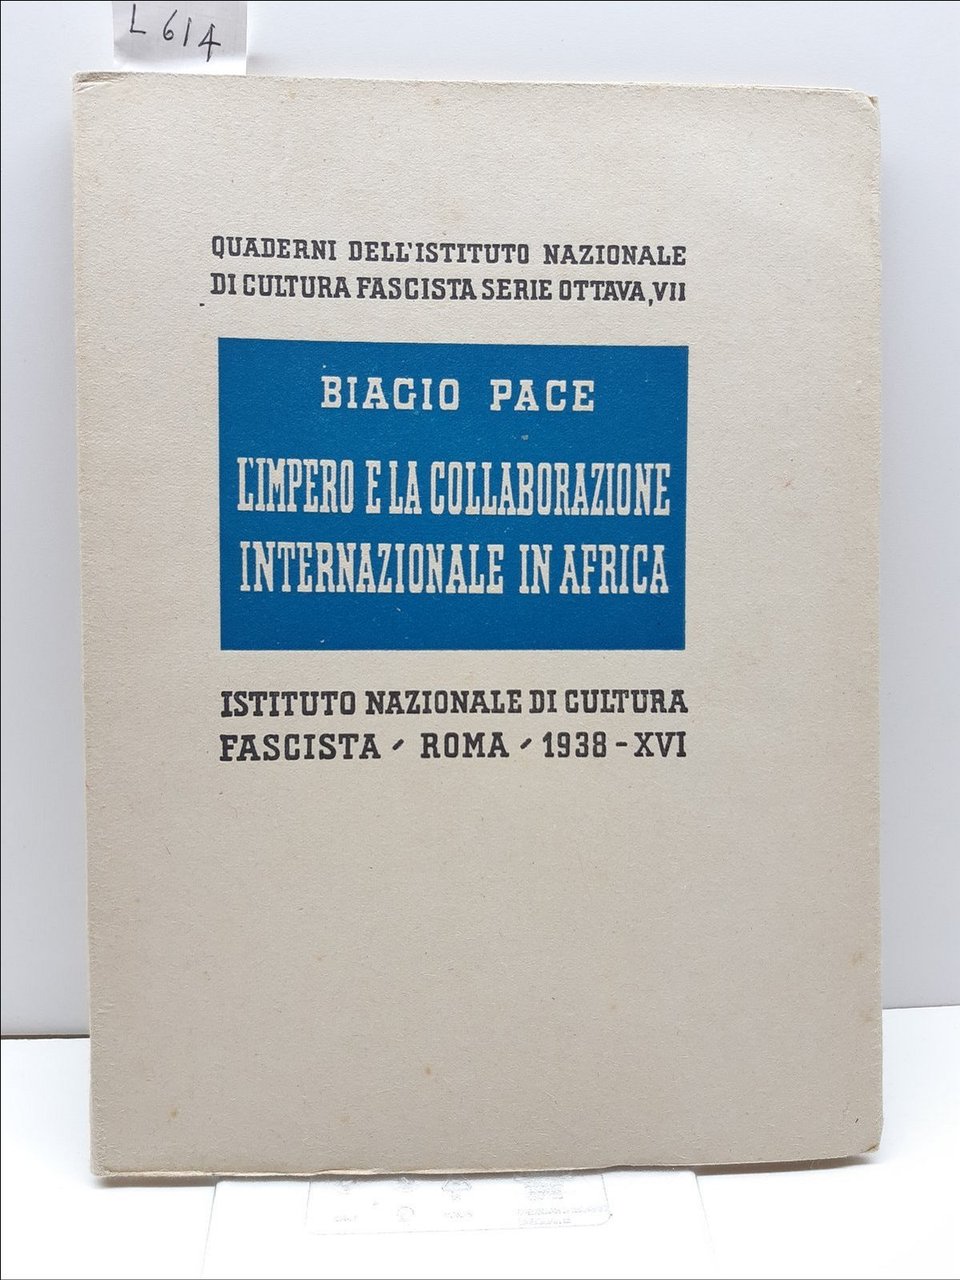 L 614
QUADERNI DELL'ISTITUTO NAZIONALE
DI CULTURA FASCISTA SERIE OTTAVA, VII
BIAGIO PACE
L'IMPERO E LA COLLABORAZIONE
INTERNAZIONALE IN AFRICA
ISTITUTO NAZIONALE DI CULTURA
FASCISTA - ROMA - 1938 - XVI